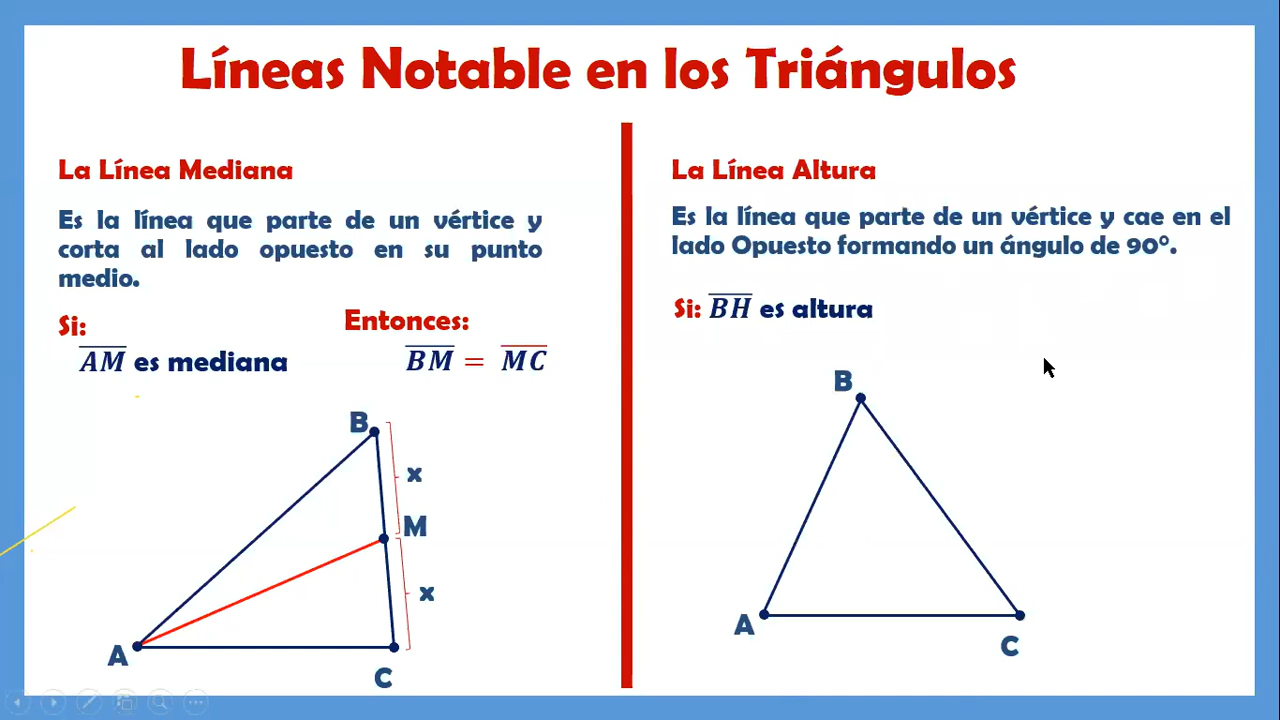 Líneas Notable en los Triángulos
La Línea Mediana
Es la línea que parte de un vértice y
corta al lado opuesto en su punto
medio.
Si:
Entonces:
AM es mediana
BM = MC
B
x
M
x
A
C
La Línea Altura
Es la línea que parte de un vértice y cae en el
lado Opuesto formando un ángulo de 90°.
Si: BH es altura
B
A
C